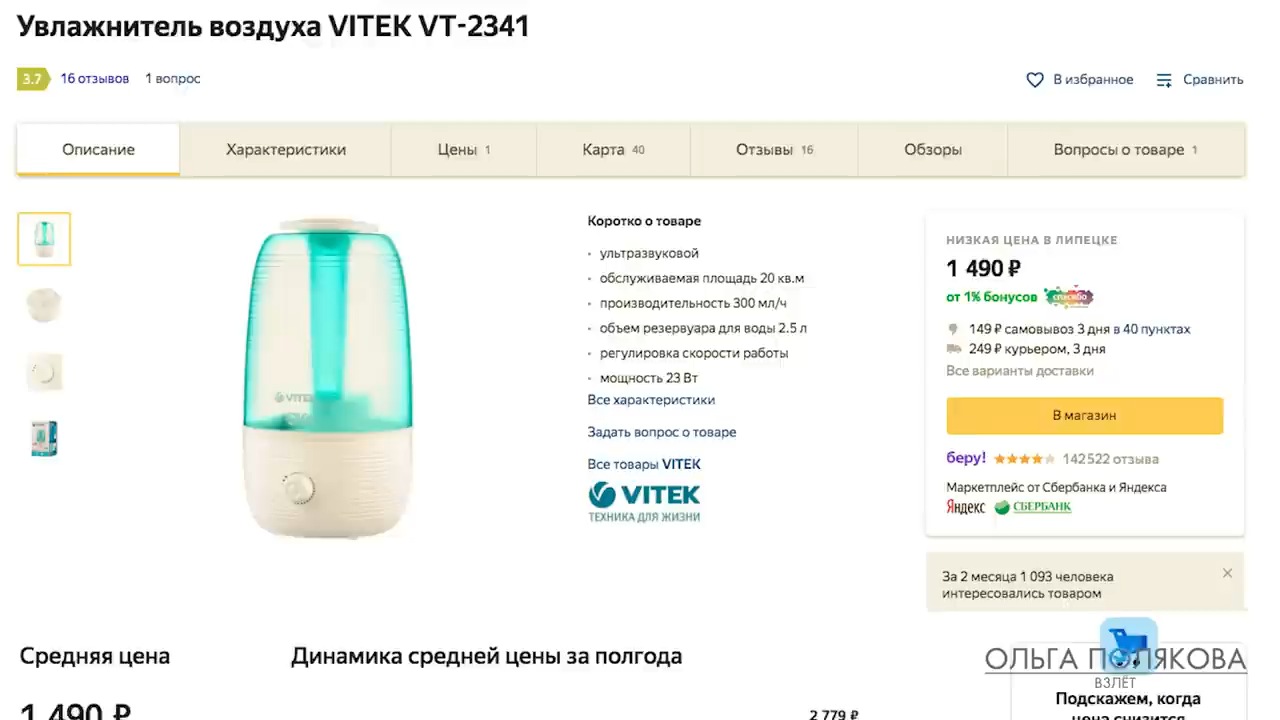 Увлажнитель воздуха VITEK VT-2341
3.7 16 отзывов 1 вопрос
В избранное Сравнить
Описание Характеристики Цены 1 Карта 40 Отзывы 16 Обзоры Вопросы о товаре 1
VITEK
Коротко о товаре
ультразвуковой
обслуживаемая площадь 20 кв.м
производительность 300 мл/ч
объем резервуара для воды 2.5 л
регулировка скорости работы
мощность 23 Вт
Все характеристики
Задать вопрос о товаре
Все товары VITEK
VITEK
ТЕХНИКА ДЛЯ ЖИЗНИ
НИЗКАЯ ЦЕНА В ЛИПЕЦКЕ
1 490 ₽
от 1% бонусов спасибо
149 ₽ самовывоз 3 дня в 40 пунктах
249 ₽ курьером, 3 дня
Все варианты доставки
В магазин
беру! 142 522 отзыва
Маркетплейс от Сбербанка и Яндекса
Яндекс СБЕРБАНК
За 2 месяца 1 093 человека
интересовались товаром
Средняя цена
1 490 ₽
Динамика средней цены за полгода
2 779 ₽
ОЛЬГА ПОЛЯКОВА
ВЗЛЁТ
Подскажем, когда
цена снизится